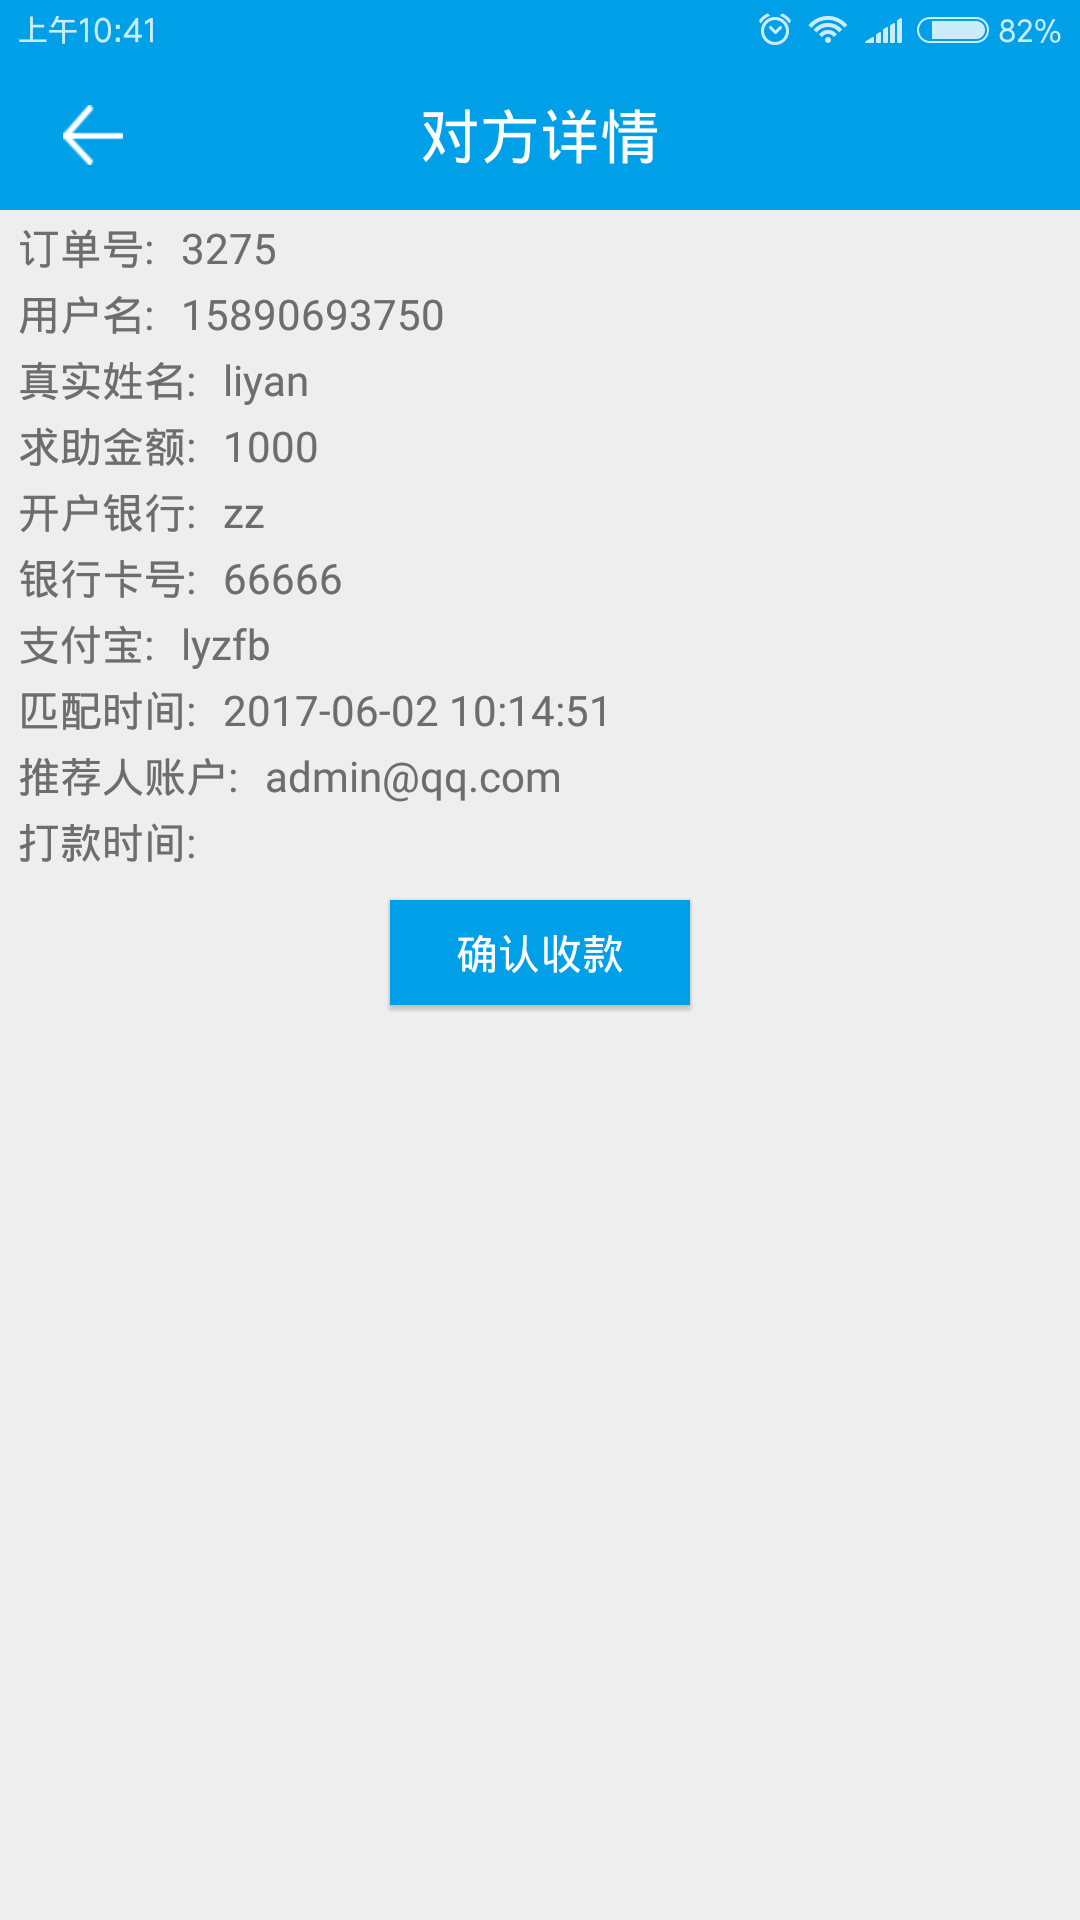 上午10:41 82%
对方详情
订单号: 3275
用户名: 15890693750
真实姓名: liyan
求助金额: 1000
开户银行: zz
银行卡号: 66666
支付宝: lyzfb
匹配时间: 2017-06-02 10:14:51
推荐人账户: admin@qq.com
打款时间:
确认收款